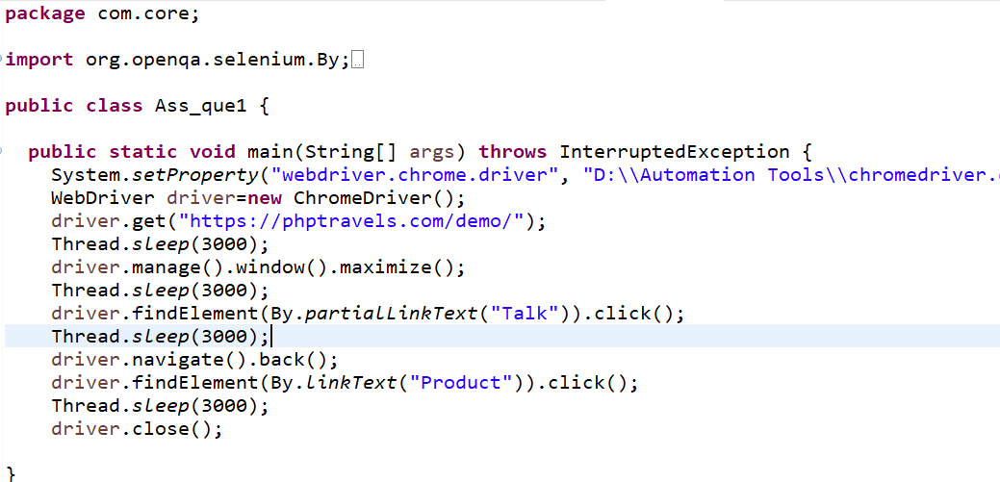 package com.core;
import org.openqa.selenium.By;
public class Ass_que1 {
public static void main(String[] args) throws InterruptedException {
System.setProperty("webdriver.chrome.driver", "D:\\Automation Tools\\chromedriver.
WebDriver driver=new ChromeDriver();
driver.get("https://phptravels.com/demo/");
Thread.sleep(3000);
driver.manage().window().maximize();
Thread.sleep(3000);
driver.findElement(By.partialLinkText("Talk")).click();
Thread.sleep(3000);
driver.navigate().back();
driver.findElement(By.linkText("Product")).click();
Thread.sleep(3000);
driver.close();
}